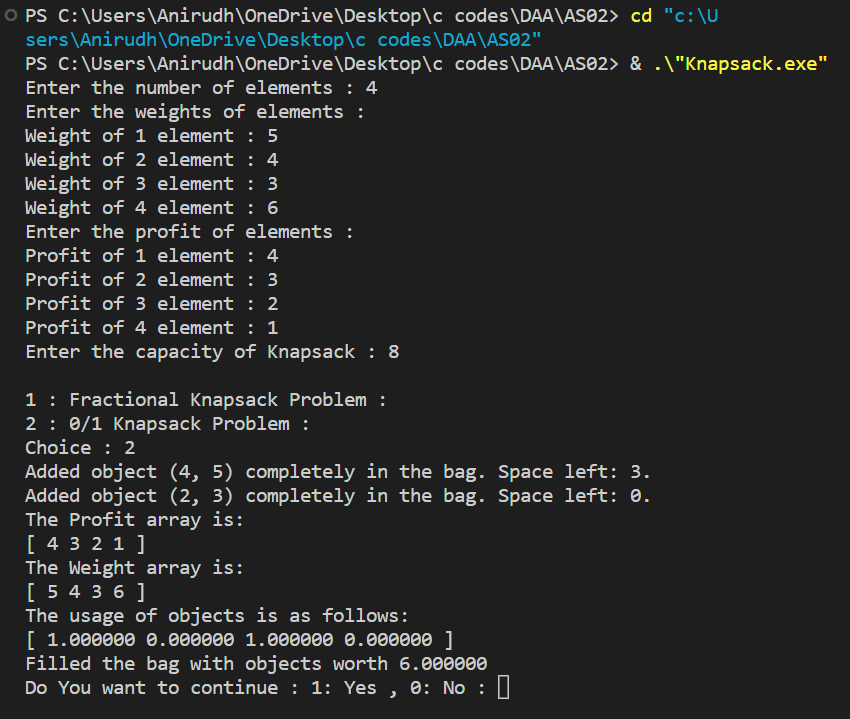 PS C:\Users\Anirudh\OneDrive\Desktop\c codes\DAA\AS02> cd "c:\U
sers\Anirudh\OneDrive\Desktop\c codes\DAA\AS02"
PS C:\Users\Anirudh\OneDrive\Desktop\c codes\DAA\AS02> & .\"Knapsack.exe"
Enter the number of elements : 4
Enter the weights of elements :
Weight of 1 element : 5
Weight of 2 element : 4
Weight of 3 element : 3
Weight of 4 element : 6
Enter the profit of elements :
Profit of 1 element : 4
Profit of 2 element : 3
Profit of 3 element : 2
Profit of 4 element : 1
Enter the capacity of Knapsack : 8

1 : Fractional Knapsack Problem :
2 : 0/1 Knapsack Problem :
Choice : 2
Added object (4, 5) completely in the bag. Space left: 3.
Added object (2, 3) completely in the bag. Space left: 0.
The Profit array is:
[ 4 3 2 1 ]
The Weight array is:
[ 5 4 3 6 ]
The usage of objects is as follows:
[ 1.000000 0.000000 1.000000 0.000000 ]
Filled the bag with objects worth 6.000000
Do You want to continue : 1: Yes , 0: No :